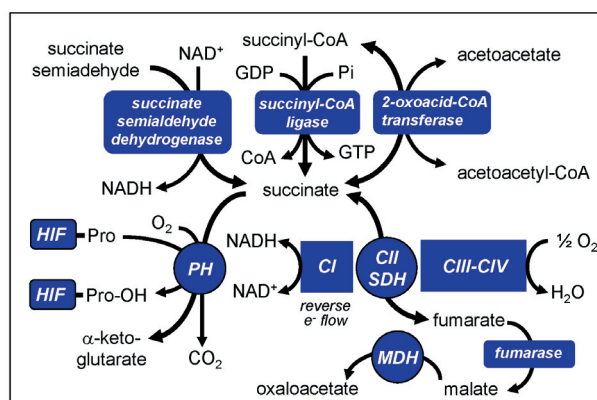 succinate
semiadehyde
NAD⁺
succinyl-CoA
GDP
Pi
acetoacetate
succinate
semialdehyde
dehydrogenase
succinyl-CoA
ligase
2-oxoacid-CoA
transferase
NADH
CoA
GTP
acetoacetyl-CoA
succinate
HIF
Pro
O₂
PH
HIF
Pro-OH
α-keto-
glutarate
CO₂
NADH
NAD⁺
CI
reverse
e⁻ flow
CII
SDH
CIII-CIV
½ O₂
H₂O
fumarate
fumarase
MDH
oxaloacetate
malate